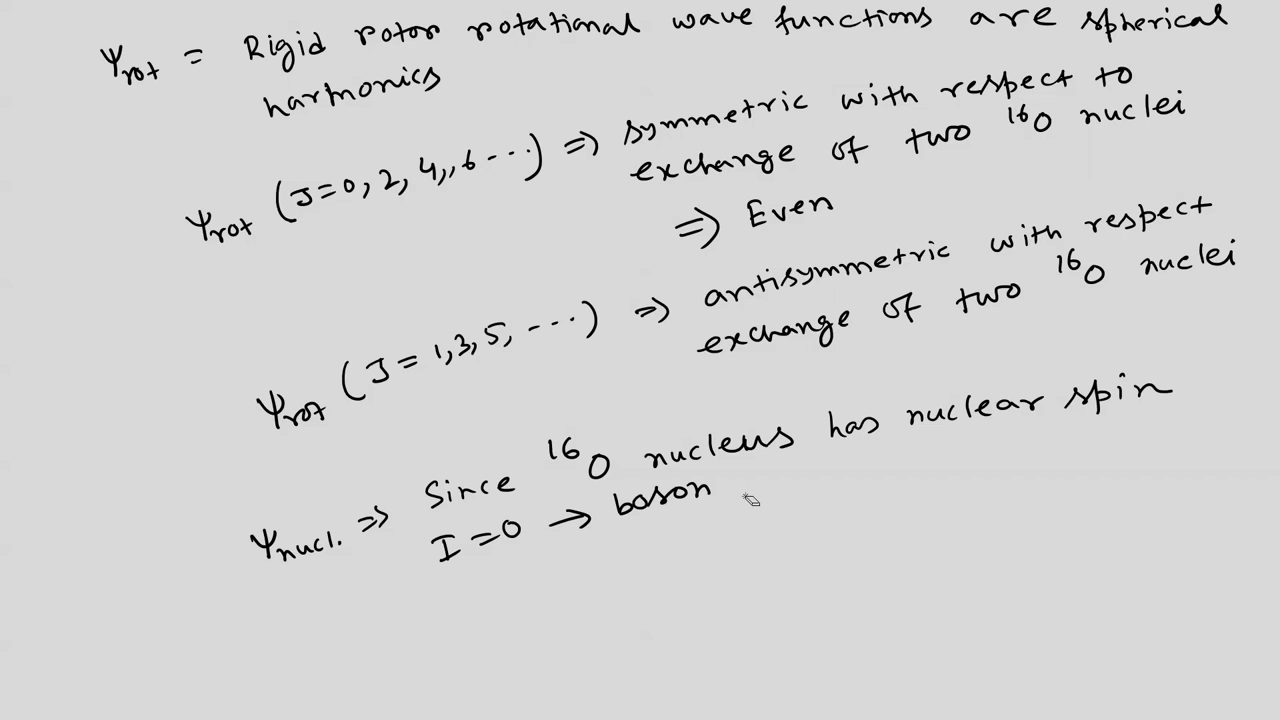 Ψrot = Rigid rotor rotational wave functions are spherical
harmonics
Ψrot (J=0, 2, 4, , 6 ...) ⇒ symmetric with respect to
exchange of two ¹⁶O nuclei
⇒ Even
Ψrot (J = 1, 3, 5, ....) ⇒ antisymmetric with respect
exchange of two ¹⁶O nuclei
Ψnucl. ⇒ Since ¹⁶O nucleus has nuclear spin
I = 0 → boson